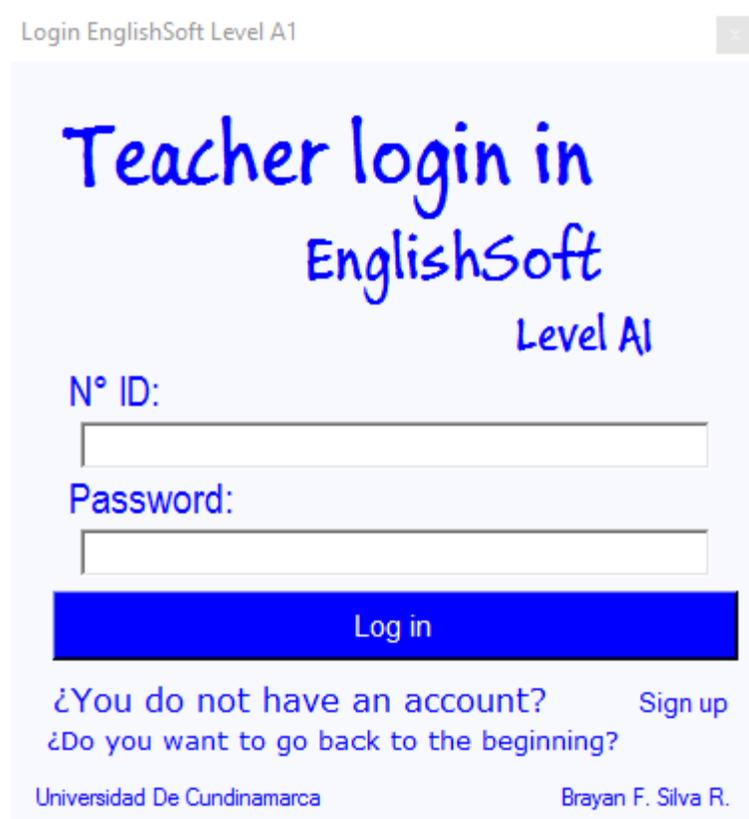 Login EnglishSoft Level A1
x
Teacher login in
EnglishSoft
Level A1
N° ID:
Password:
Log in
¿You do not have an account? Sign up
¿Do you want to go back to the beginning?
Universidad De Cundinamarca Brayan F. Silva R.